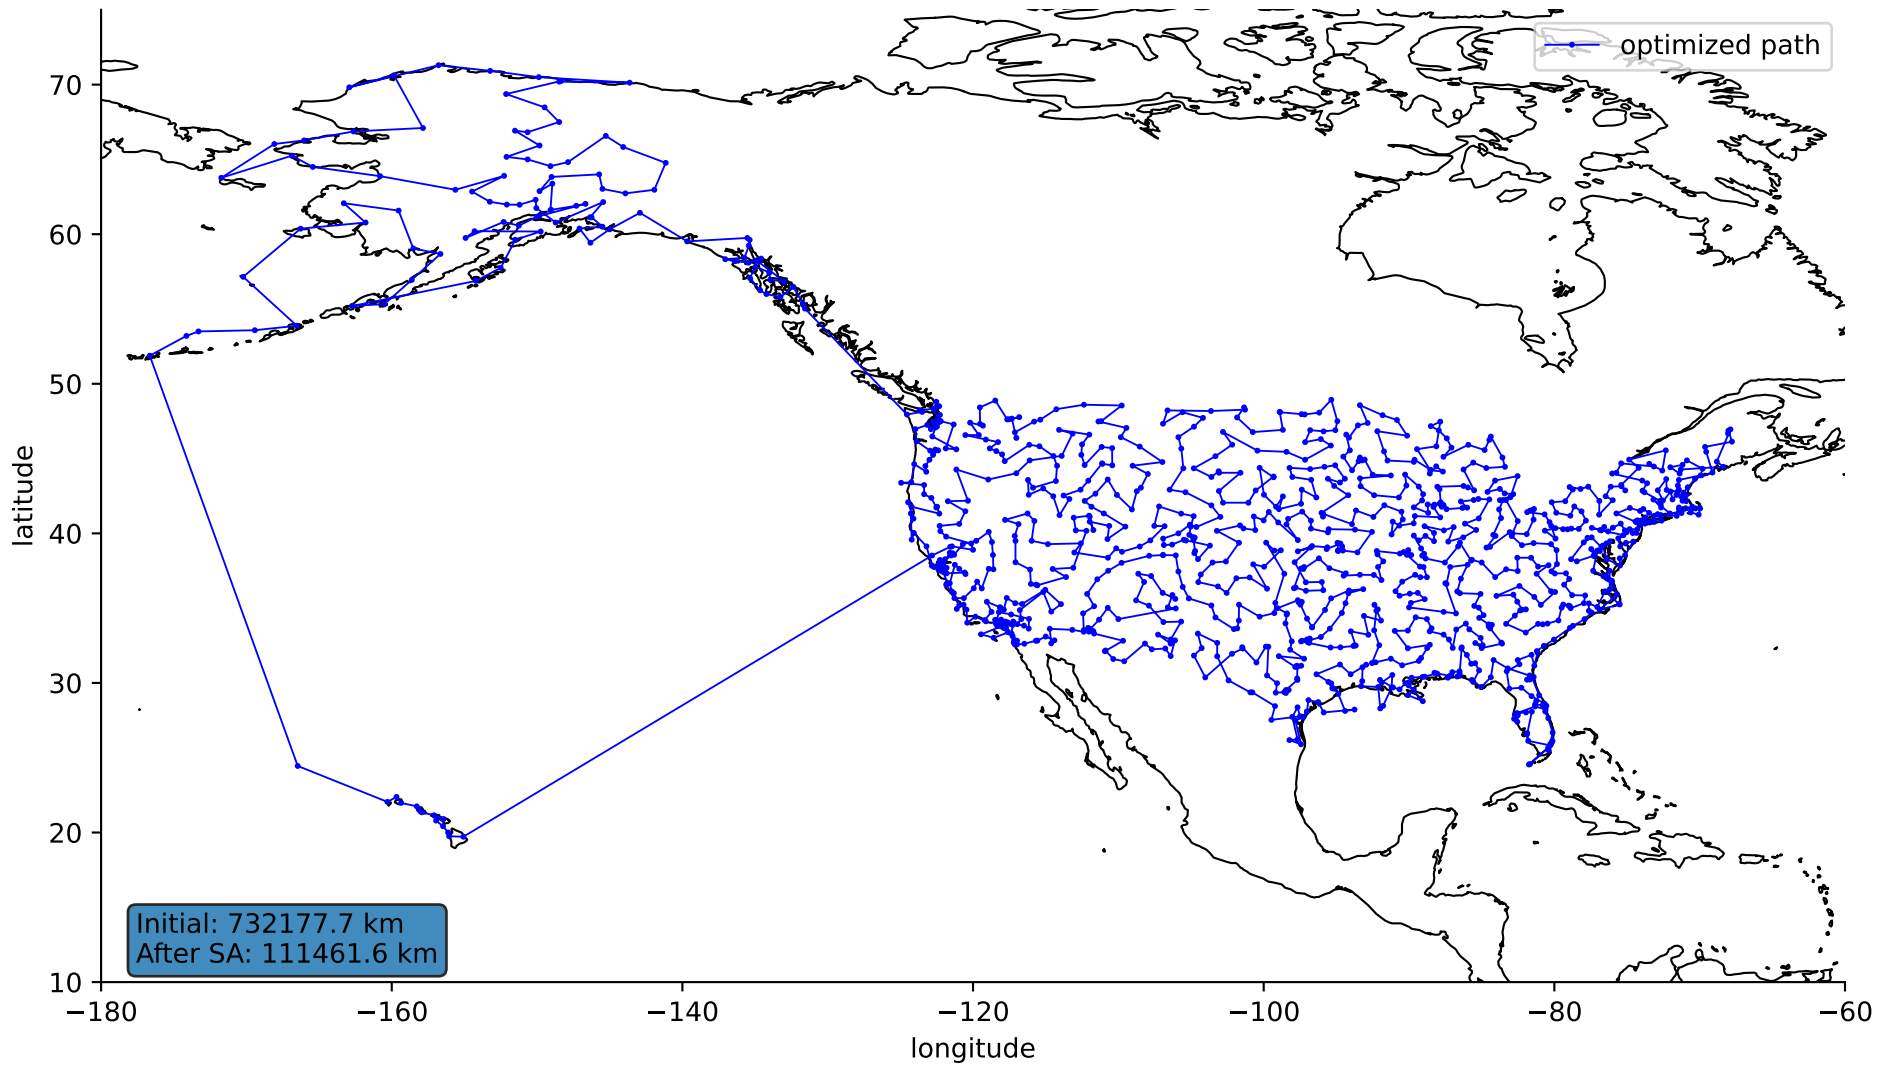 optimized path
70
60
50
40
30
20
10
latitude
Initial: 732177.7 km
After SA: 111461.6 km
−180
−160
−140
−120
−100
−80
−60
longitude